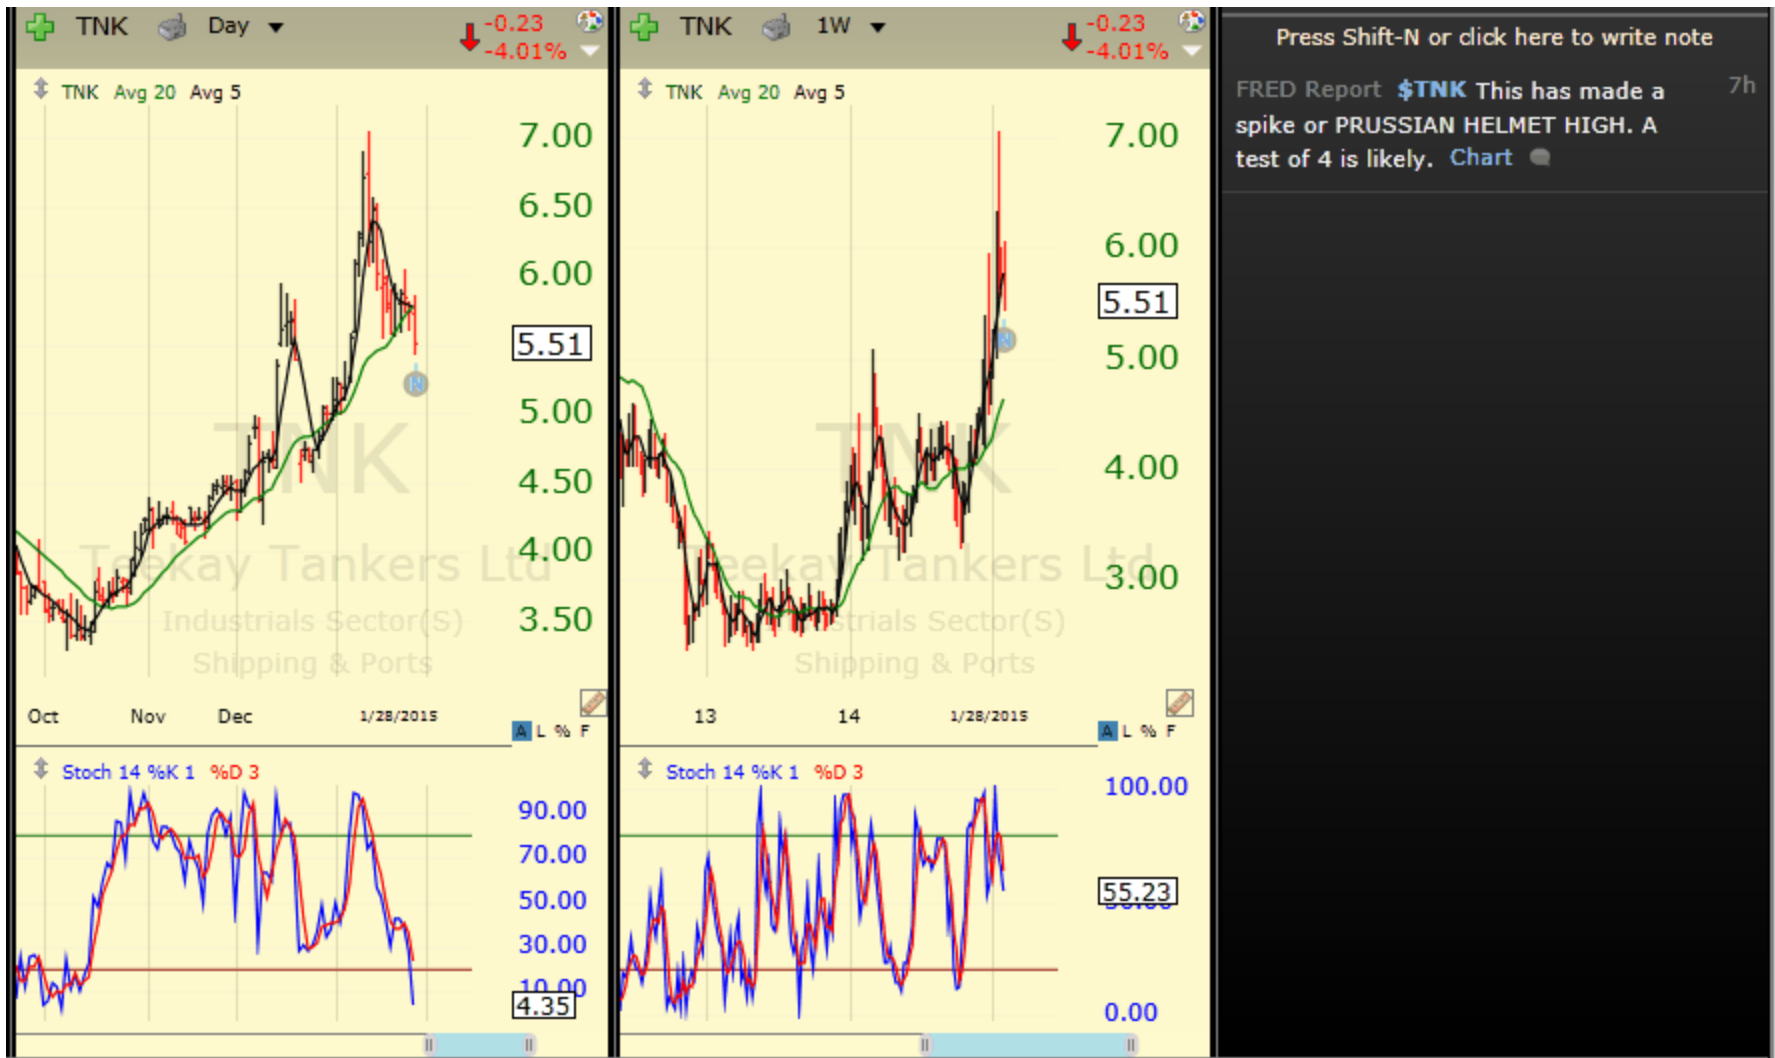 TNK Day
-0.23
-4.01%
TNK Avg 20 Avg 5
7.00
6.50
6.00
5.51
5.00
4.50
4.00
3.50
TNK
Teekay Tankers Ltd
Industrials Sector(S)
Shipping & Ports
Oct Nov Dec 1/28/2015
A L % F
N
Stoch 14 %K 1 %D 3
90.00
70.00
50.00
30.00
10.00
4.35
TNK 1W
-0.23
-4.01%
TNK Avg 20 Avg 5
7.00
6.00
5.51
5.00
4.00
3.00
TNK
Teekay Tankers Ltd
Industrials Sector(S)
Shipping & Ports
13 14 1/28/2015
A L % F
N
Stoch 14 %K 1 %D 3
100.00
55.23
50.00
0.00
Press Shift-N or click here to write note
FRED Report $TNK This has made a 7h
spike or PRUSSIAN HELMET HIGH. A
test of 4 is likely. Chart